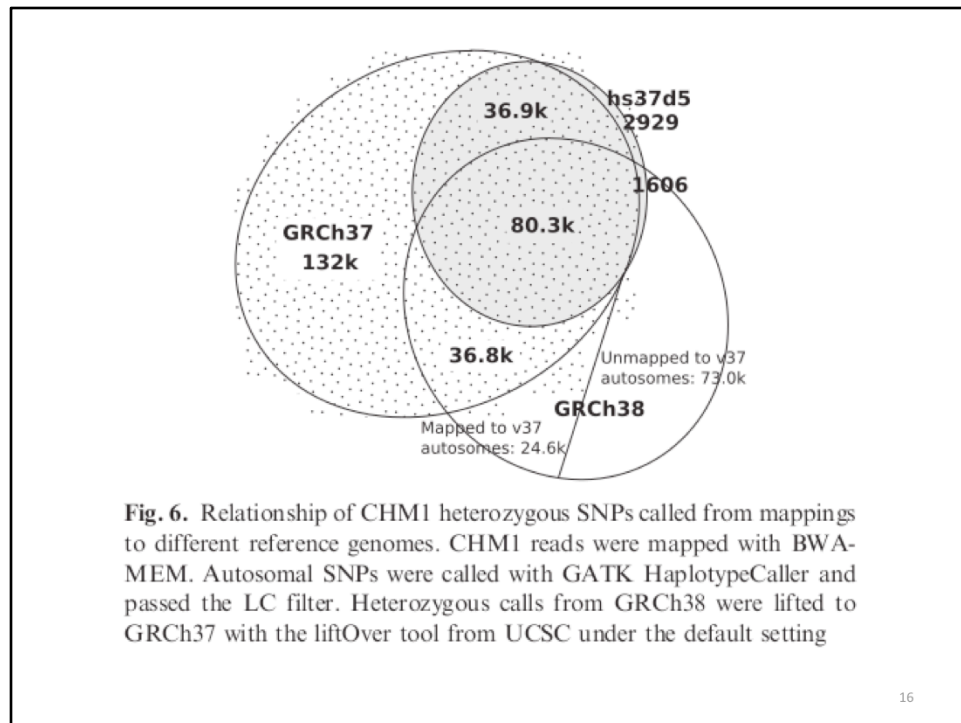 36.9k
hs37d5
2929
1606
80.3k
GRCh37
132k
36.8k
Unmapped to v37
autosomes: 73.0k
GRCh38
Mapped to v37
autosomes: 24.6k
Fig. 6. Relationship of CHM1 heterozygous SNPs called from mappings
to different reference genomes. CHM1 reads were mapped with BWA-
MEM. Autosomal SNPs were called with GATK HaplotypeCaller and
passed the LC filter. Heterozygous calls from GRCh38 were lifted to
GRCh37 with the liftOver tool from UCSC under the default setting
16